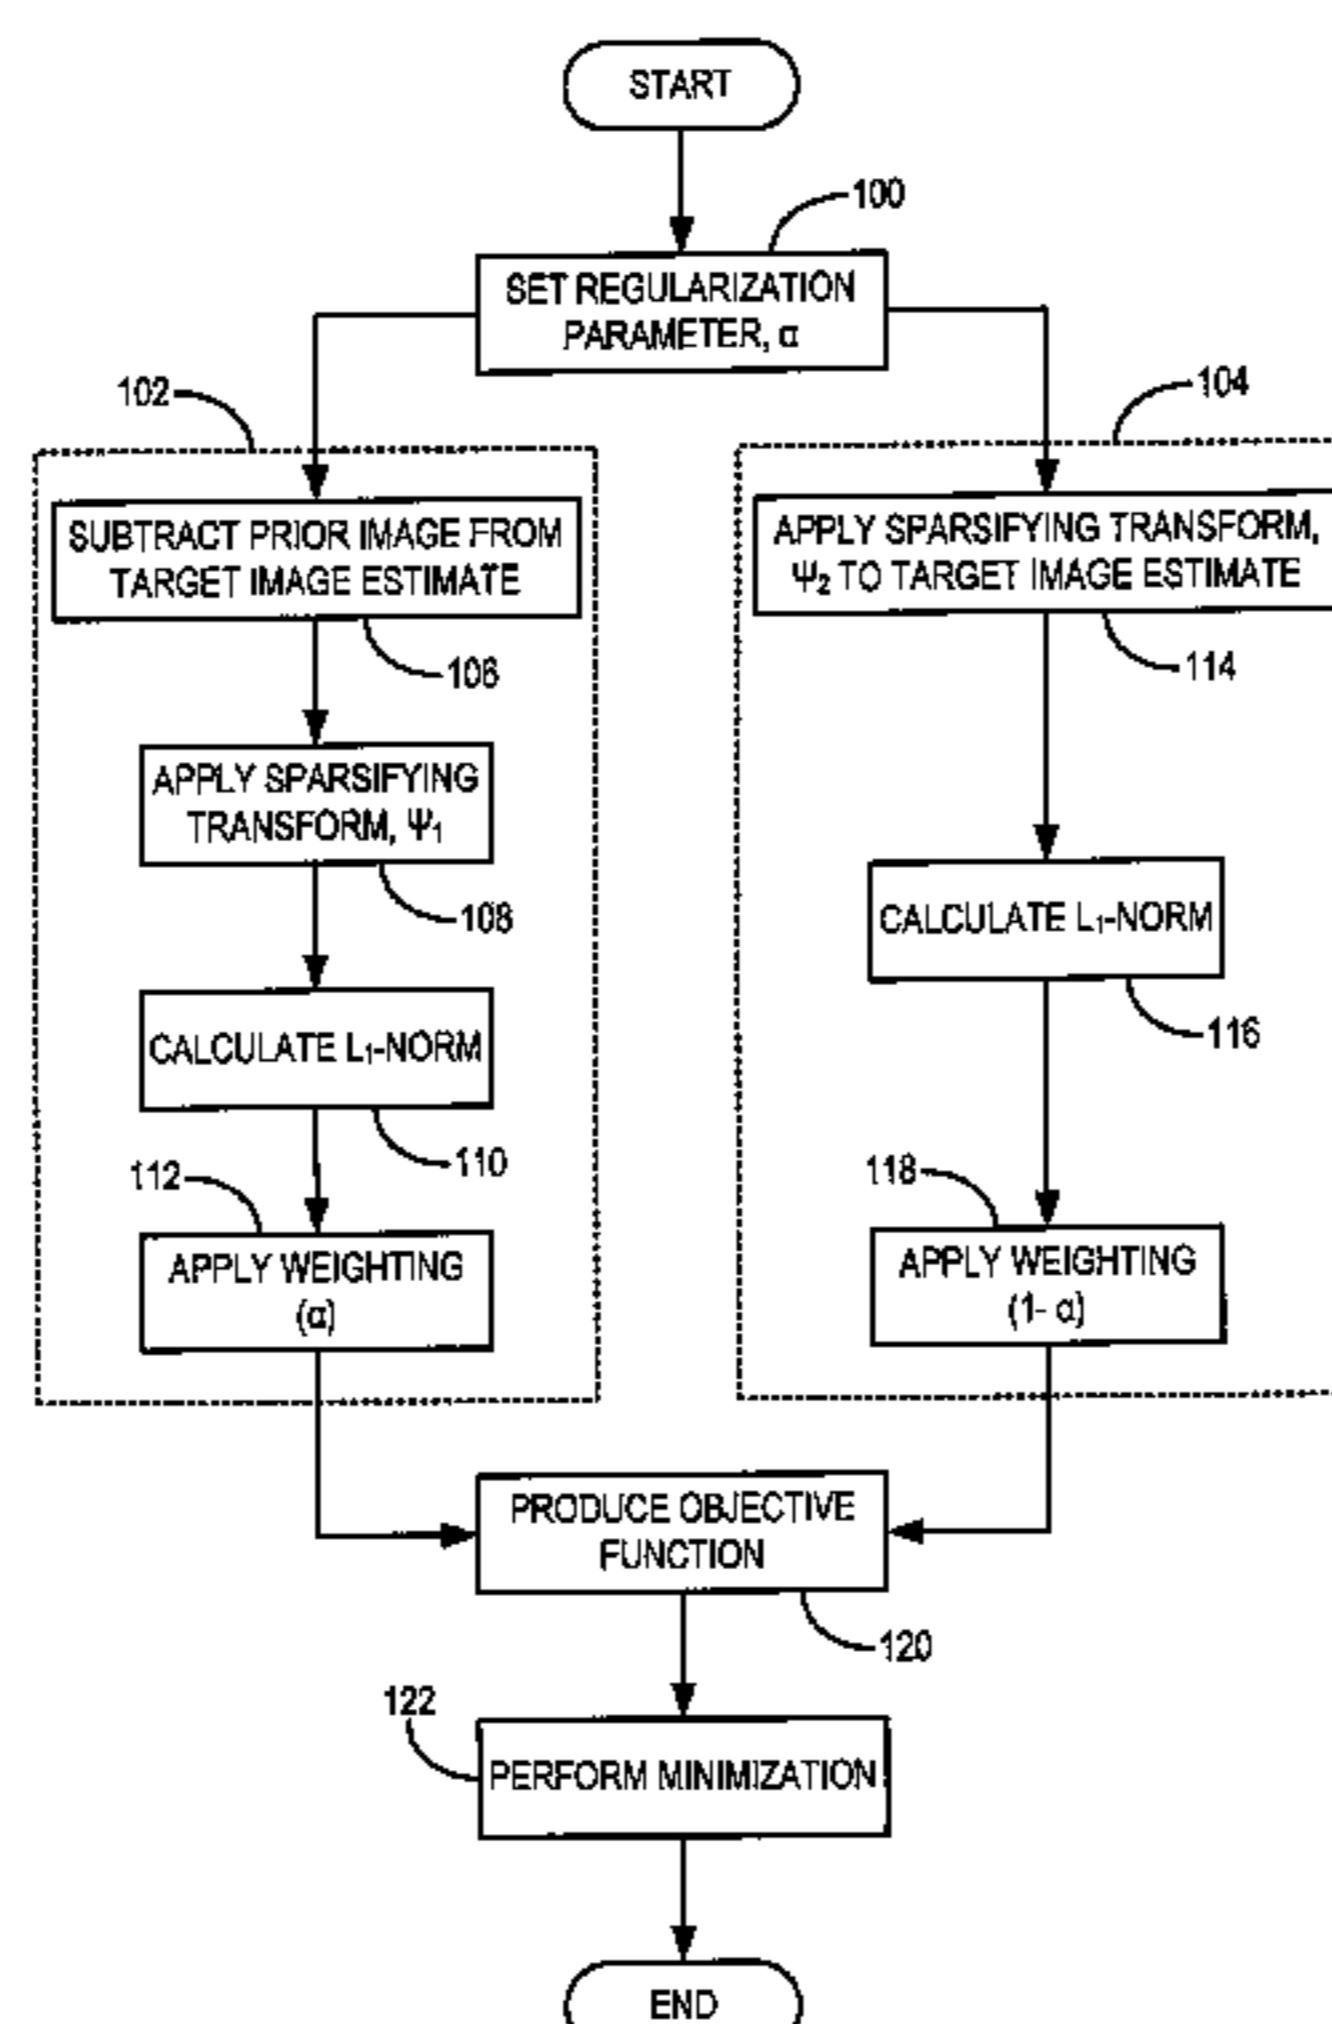 START
100
SET REGULARIZATION
PARAMETER, α
102
104
SUBTRACT PRIOR IMAGE FROM
TARGET IMAGE ESTIMATE
106
APPLY SPARSIFYING
TRANSFORM, Ψ₁
108
CALCULATE L₁-NORM
110
112
APPLY WEIGHTING
(α)
APPLY SPARSIFYING TRANSFORM,
Ψ₂ TO TARGET IMAGE ESTIMATE
114
CALCULATE L₁-NORM
116
118
APPLY WEIGHTING
(1- α)
PRODUCE OBJECTIVE
FUNCTION
120
122
PERFORM MINIMIZATION
END